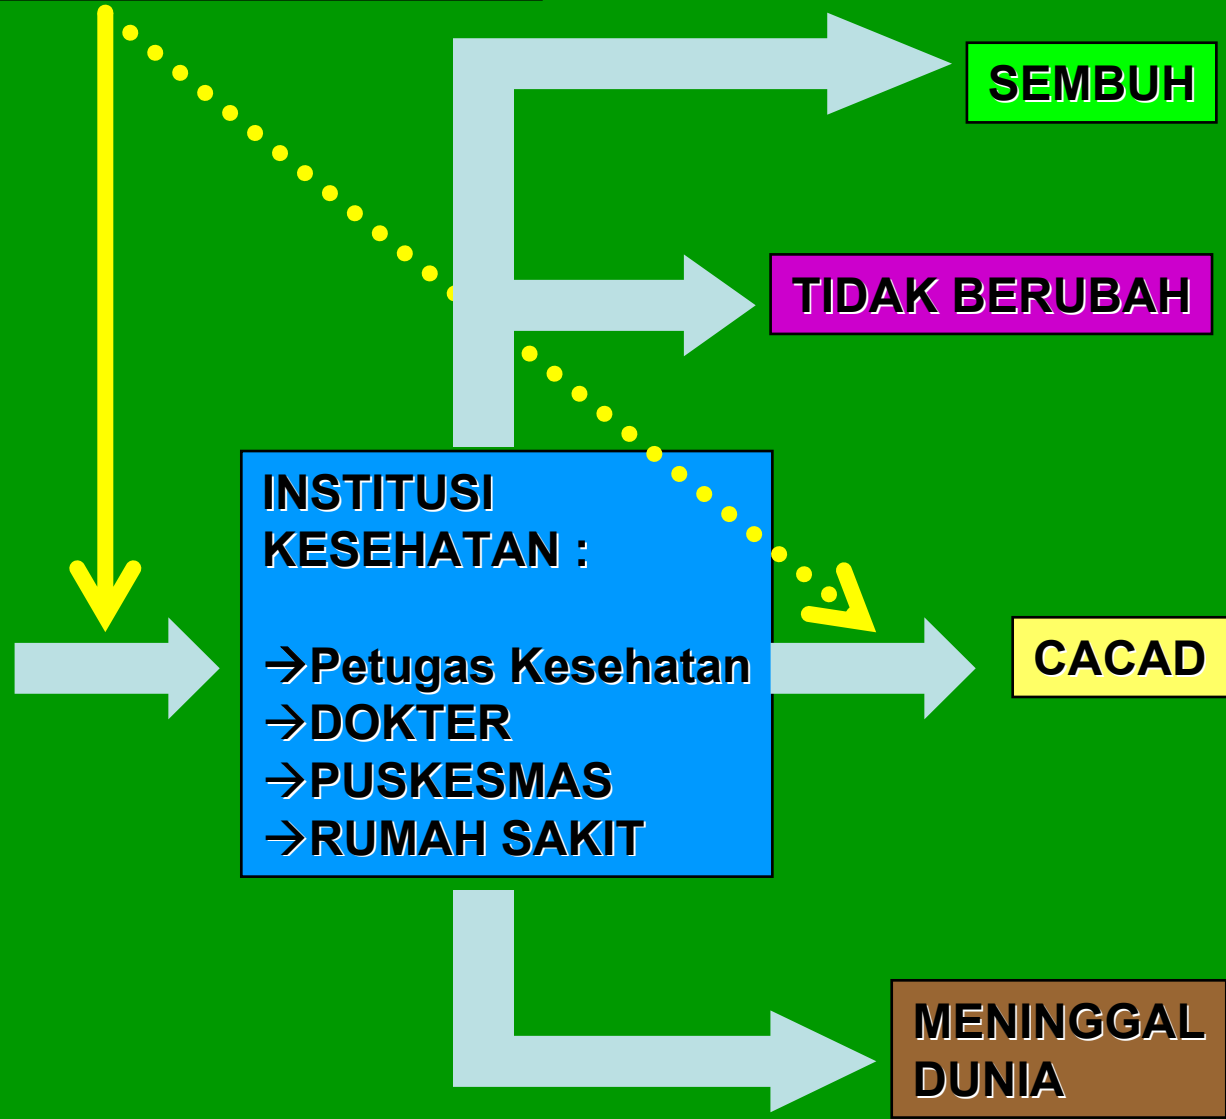 SEMBUH
TIDAK BERUBAH
INSTITUSI
KESEHATAN :
→Petugas Kesehatan
→DOKTER
→PUSKESMAS
→RUMAH SAKIT
CACAD
MENINGGAL
DUNIA